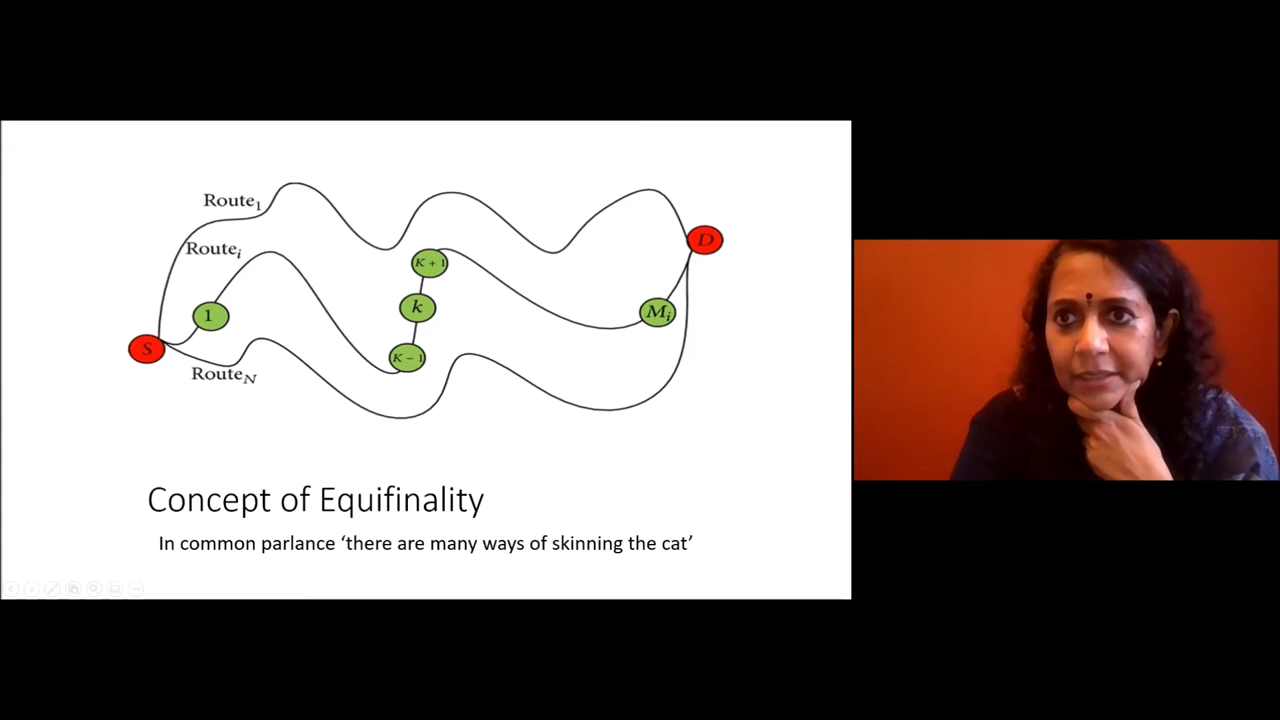 Route1
Routei
K + 1
D
1
k
Mi
S
K − 1
RouteN
Concept of Equifinality
In common parlance ‘there are many ways of skinning the cat’